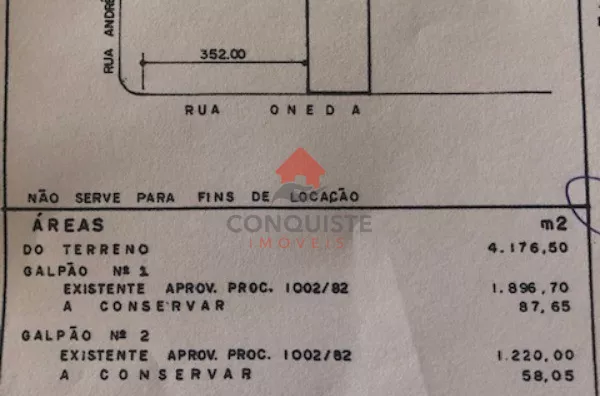 RUA ANDRÉ
352.00
RUA ONEDA
NÃO SERVE PARA FINS DE LOCAÇÃO
CONQUISTE
IMÓVEIS
ÁREAS m2
DO TERRENO 4.176,50
GALPÃO Nº 1
EXISTENTE APROV. PROC. 1002/82 1.896,70
A CONSERVAR 87,65
GALPÃO Nº 2
EXISTENTE APROV. PROC. 1002/82 1.220,00
A CONSERVAR 58,05